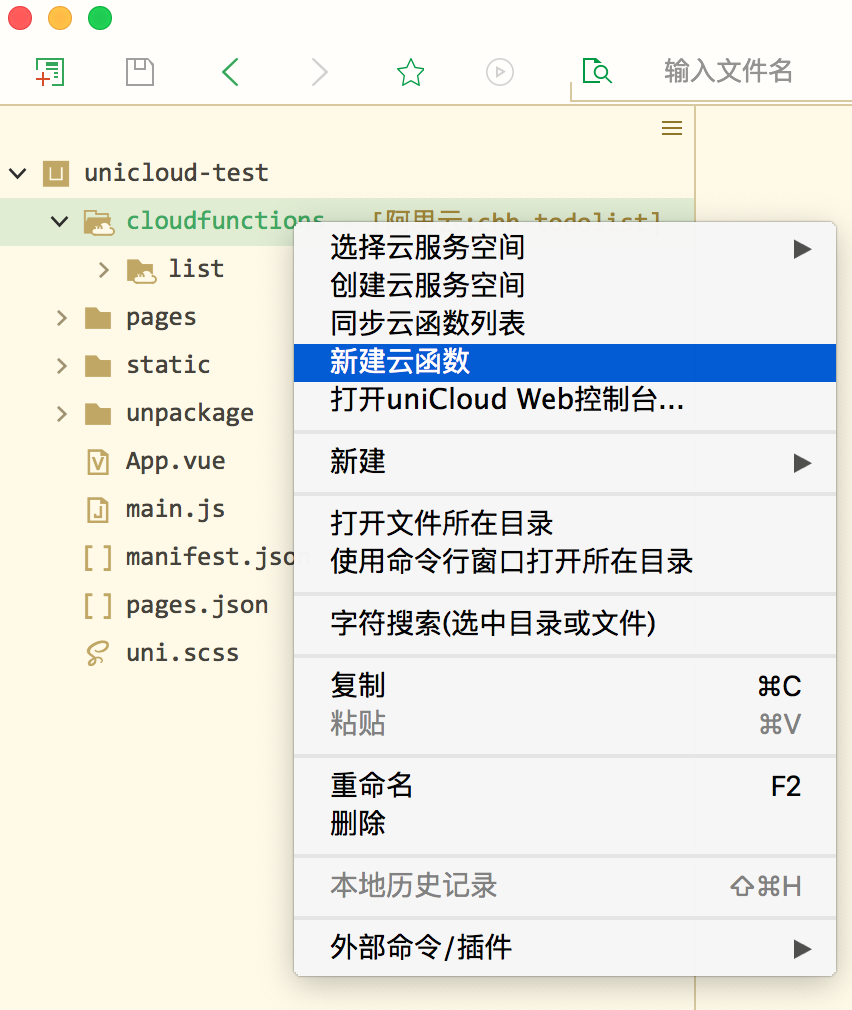 输入文件名
unicloud-test
cloudfunctions
list
pages
static
unpackage
App.vue
main.js
manifest.json
pages.json
uni.scss
选择云服务空间
创建云服务空间
同步云函数列表
新建云函数
打开uniCloud Web控制台...
新建
打开文件所在目录
使用命令行窗口打开所在目录
字符搜索(选中目录或文件)
复制 ⌘C
粘贴 ⌘V
重命名 F2
删除
本地历史记录 ⇧⌘H
外部命令/插件